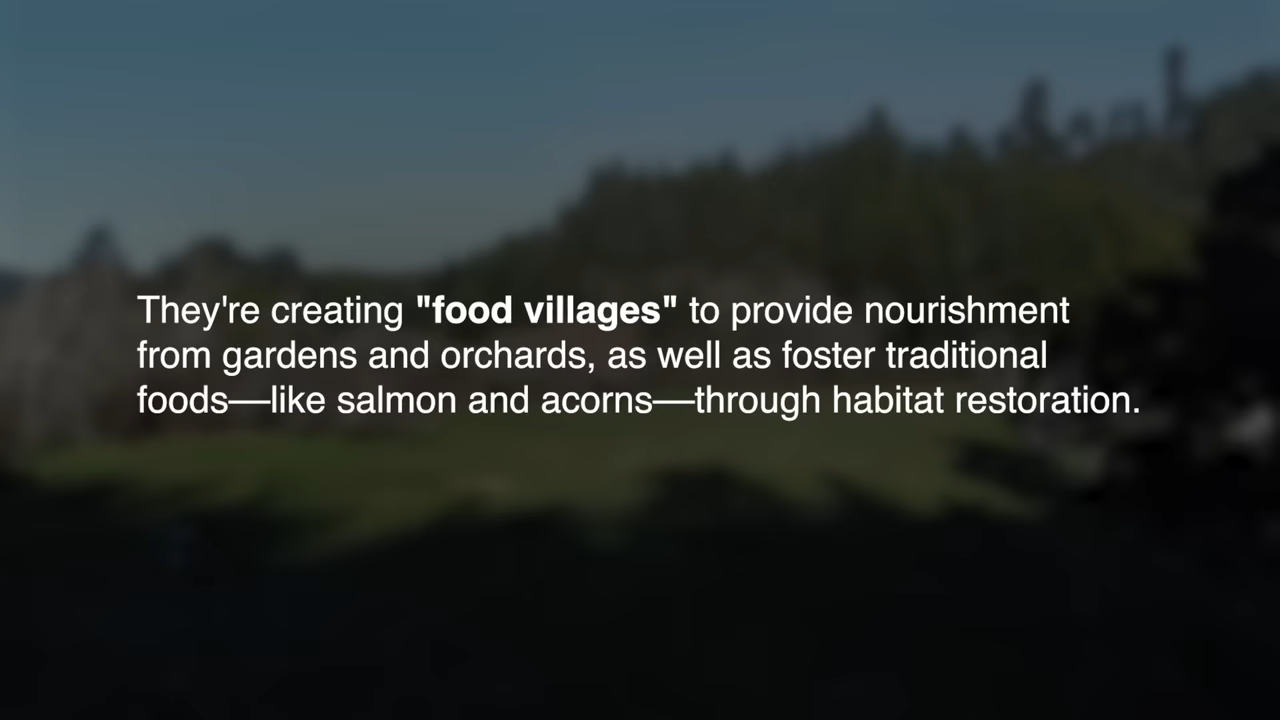 They're creating "food villages" to provide nourishment
from gardens and orchards, as well as foster traditional
foods—like salmon and acorns—through habitat restoration.